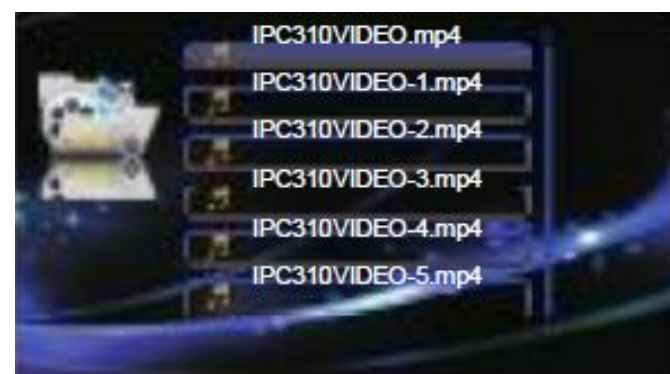 IPC310VIDEO.mp4
IPC310VIDEO-1.mp4
IPC310VIDEO-2.mp4
IPC310VIDEO-3.mp4
IPC310VIDEO-4.mp4
IPC310VIDEO-5.mp4